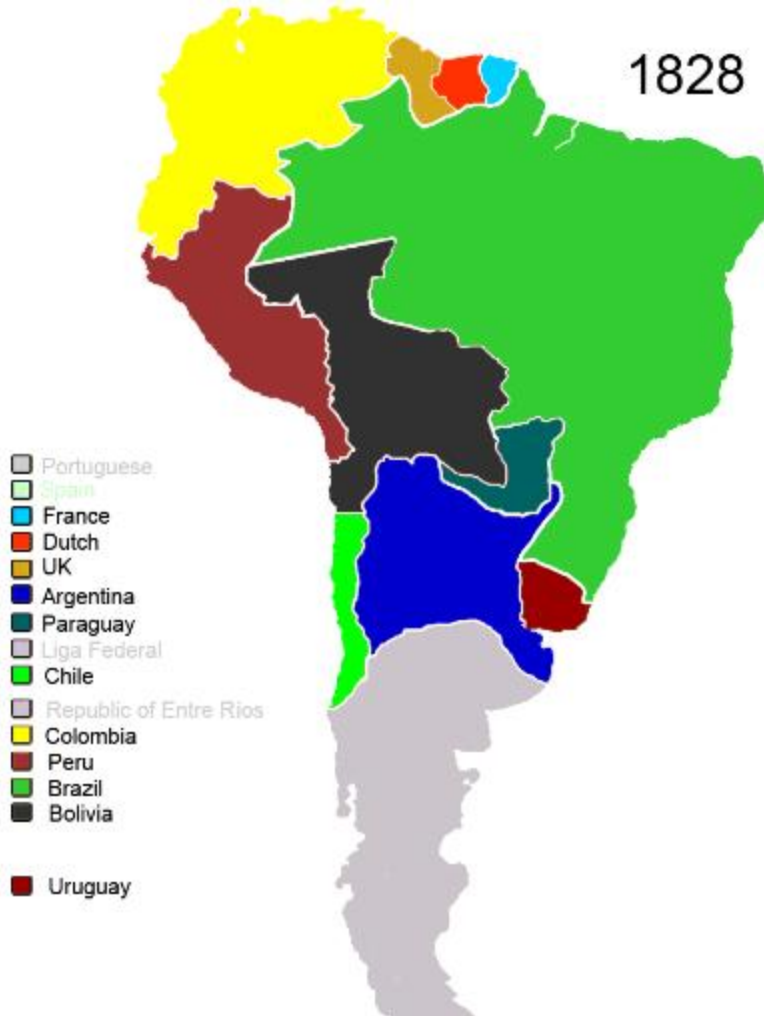 1828
Portuguese
Spain
France
Dutch
UK
Argentina
Paraguay
Liga Federal
Chile
Republic of Entre Rios
Colombia
Peru
Brazil
Bolivia
Uruguay